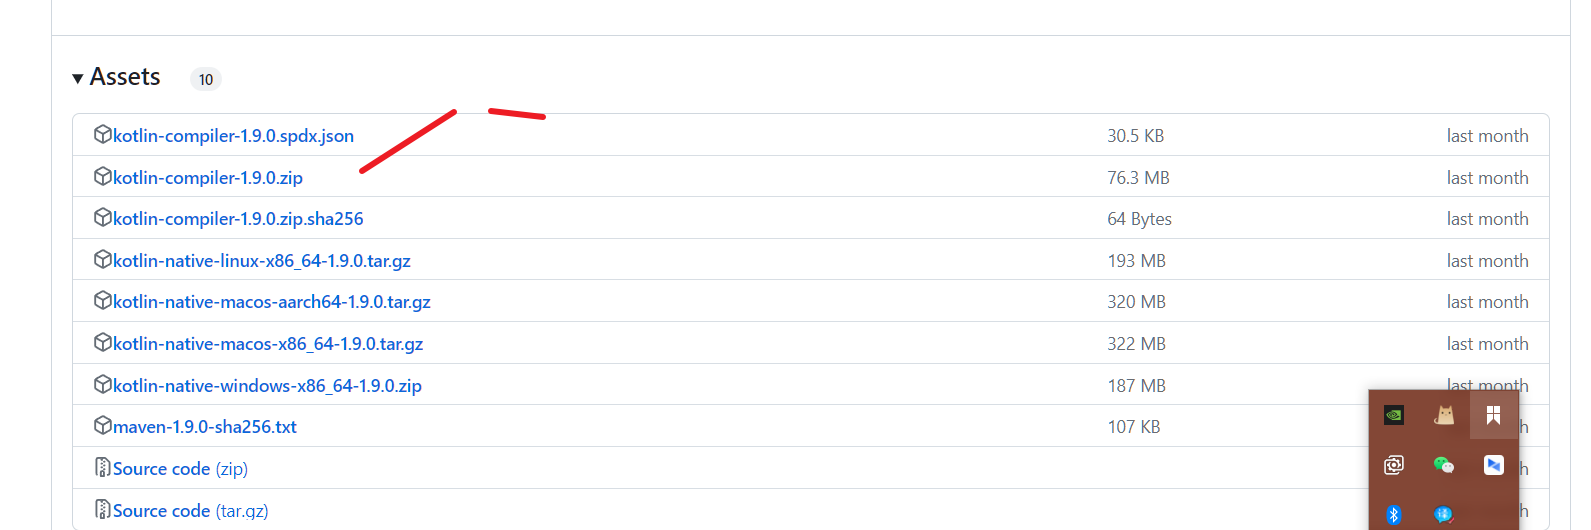 Assets 10
kotlin-compiler-1.9.0.spdx.json 30.5 KB last month
kotlin-compiler-1.9.0.zip 76.3 MB last month
kotlin-compiler-1.9.0.zip.sha256 64 Bytes last month
kotlin-native-linux-x86_64-1.9.0.tar.gz 193 MB last month
kotlin-native-macos-aarch64-1.9.0.tar.gz 320 MB last month
kotlin-native-macos-x86_64-1.9.0.tar.gz 322 MB last month
kotlin-native-windows-x86_64-1.9.0.zip 187 MB last month
maven-1.9.0-sha256.txt 107 KB h
Source code (zip) h
Source code (tar.gz) h